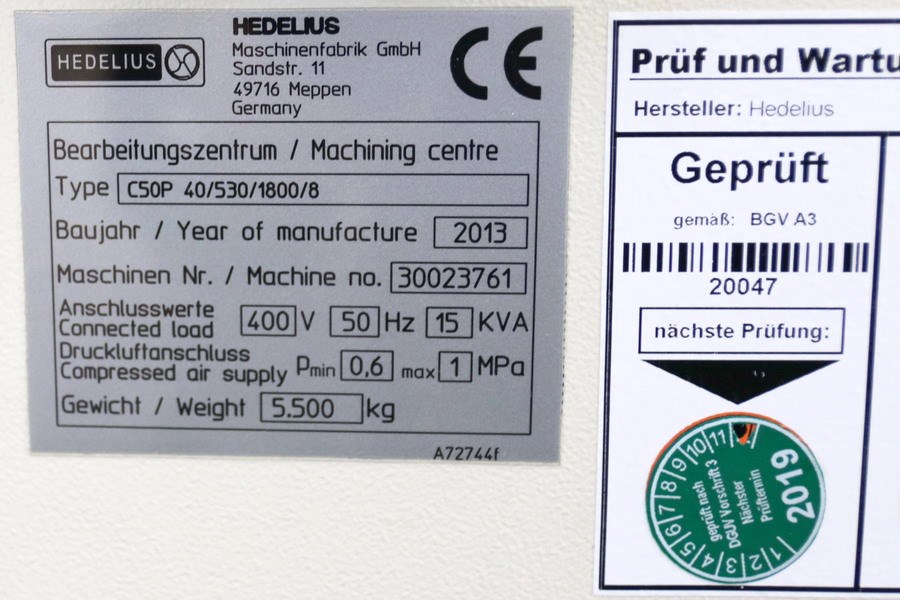 HEDELIUS
HEDELIUS
Maschinenfabrik GmbH
Sandstr. 11
49716 Meppen
Germany
CE
Bearbeitungszentrum / Machining centre
Type C50P 40/530/1800/8
Baujahr / Year of manufacture 2013
Maschinen Nr. / Machine no. 30023761
Anschlusswerte
Connected load 400 V 50 Hz 15 KVA
Druckluftanschluss
Compressed air supply Pmin 0,6 max 1 MPa
Gewicht / Weight 5.500 kg
A72744f
Prüf und Wartu
Hersteller: Hedelius
Geprüft
gemäß: BGV A3
20047
nächste Prüfung:
1 2 3 4 5 6 7 8 9 10 11
geprüft nach
DGUV Vorschrift 3
Nächster
Prüftermin
2019